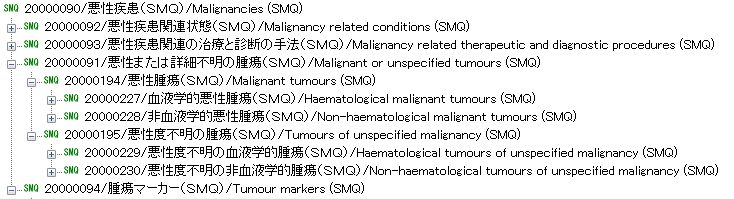 SMQ 20000090/悪性疾患(ＳＭＱ)/Malignancies (SMQ)
SMQ 20000092/悪性疾患関連状態(ＳＭＱ)/Malignancy related conditions (SMQ)
SMQ 20000093/悪性疾患関連の治療と診断の手法(ＳＭＱ)/Malignancy related therapeutic and diagnostic procedures (SMQ)
SMQ 20000091/悪性または詳細不明の腫瘍(ＳＭＱ)/Malignant or unspecified tumours (SMQ)
SMQ 20000194/悪性腫瘍(ＳＭＱ)/Malignant tumours (SMQ)
SMQ 20000227/血液学的悪性腫瘍(ＳＭＱ)/Haematological malignant tumours (SMQ)
SMQ 20000228/非血液学的悪性腫瘍(ＳＭＱ)/Non-haematological malignant tumours (SMQ)
SMQ 20000195/悪性度不明の腫瘍(ＳＭＱ)/Tumours of unspecified malignancy (SMQ)
SMQ 20000229/悪性度不明の血液学的腫瘍(ＳＭＱ)/Haematological tumours of unspecified malignancy (SMQ)
SMQ 20000230/悪性度不明の非血液学的腫瘍(ＳＭＱ)/Non-haematological tumours of unspecified malignancy (SMQ)
SMQ 20000094/腫瘍マーカー(ＳＭＱ)/Tumour markers (SMQ)